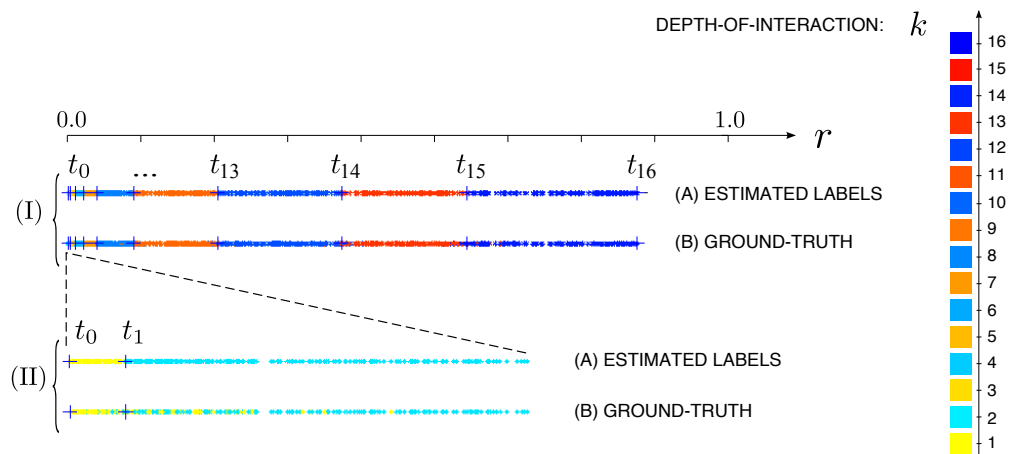 DEPTH-OF-INTERACTION: k
16
15
14
13
12
11
10
9
8
7
6
5
4
3
2
1
0.0 1.0
r
t0 ... t13 t14 t15 t16
(I)
(A) ESTIMATED LABELS
(B) GROUND-TRUTH
t0 t1
(II)
(A) ESTIMATED LABELS
(B) GROUND-TRUTH